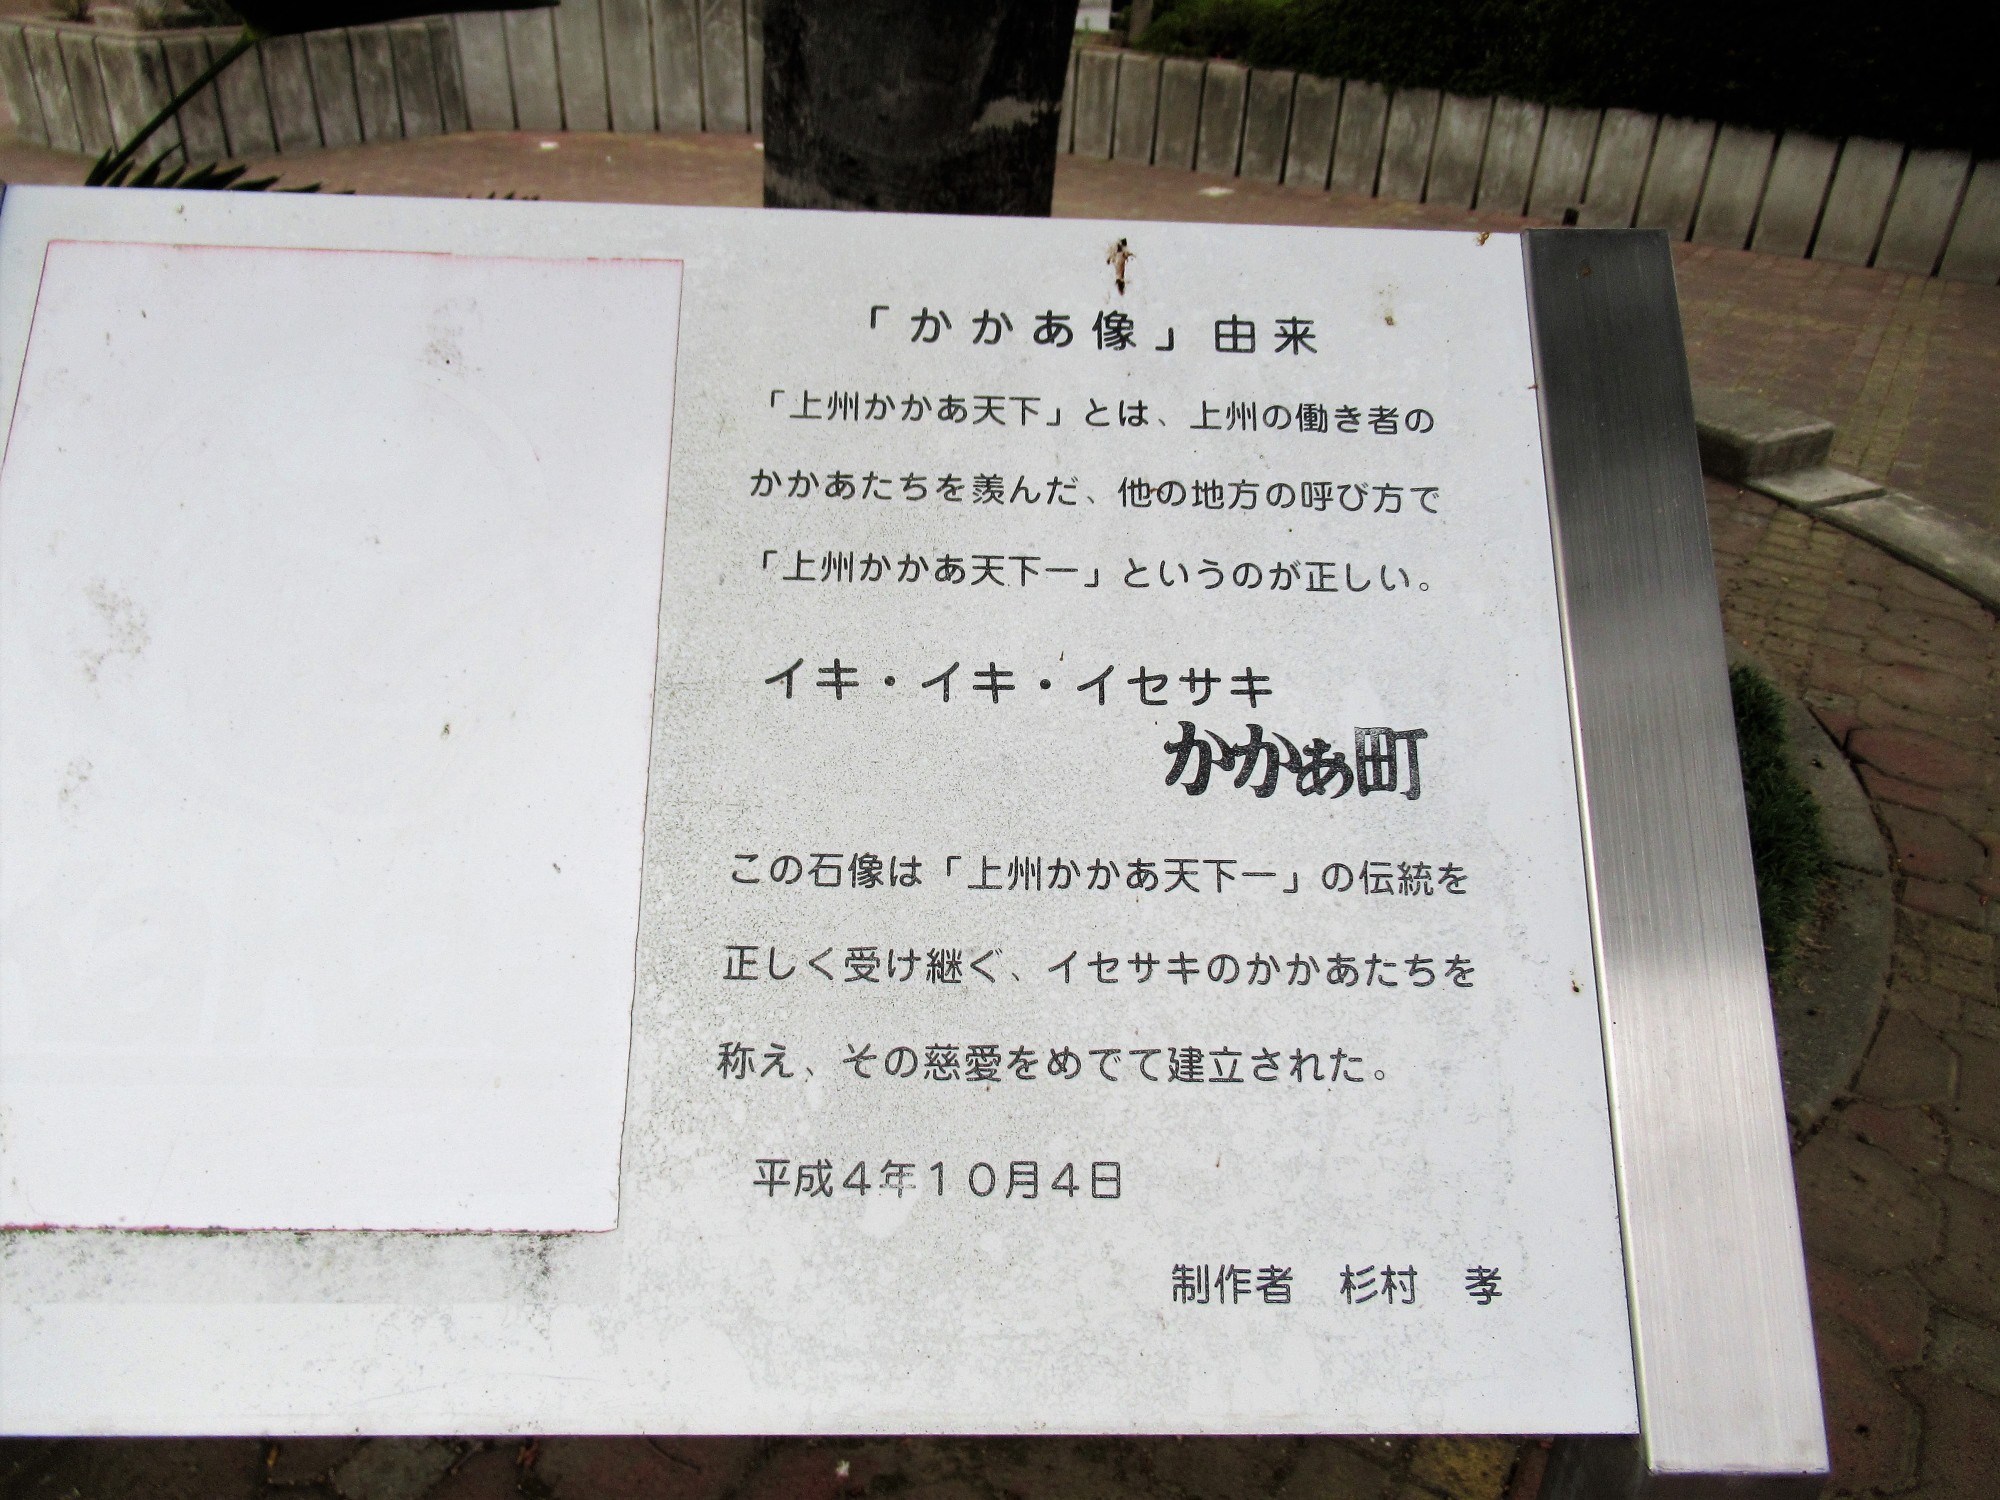 「かかあ像」由来
「上州かかあ天下」とは、上州の働き者の
かかあたちを羨んだ、他の地方の呼び方で
「上州かかあ天下一」というのが正しい。
イキ・イキ・イセサキ
かかぁ町
この石像は「上州かかあ天下一」の伝統を
正しく受け継ぐ、イセサキのかかあたちを
称え、その慈愛をめでて建立された。
平成４年１０月４日
制作者　杉村　孝